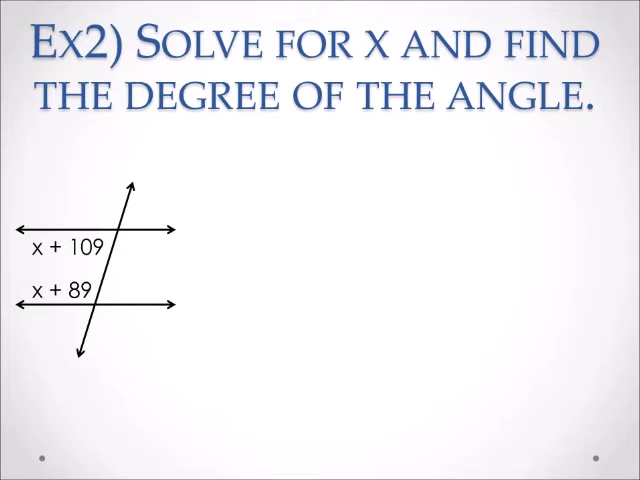 EX2) SOLVE FOR X AND FIND
THE DEGREE OF THE ANGLE.
x + 109
x + 89